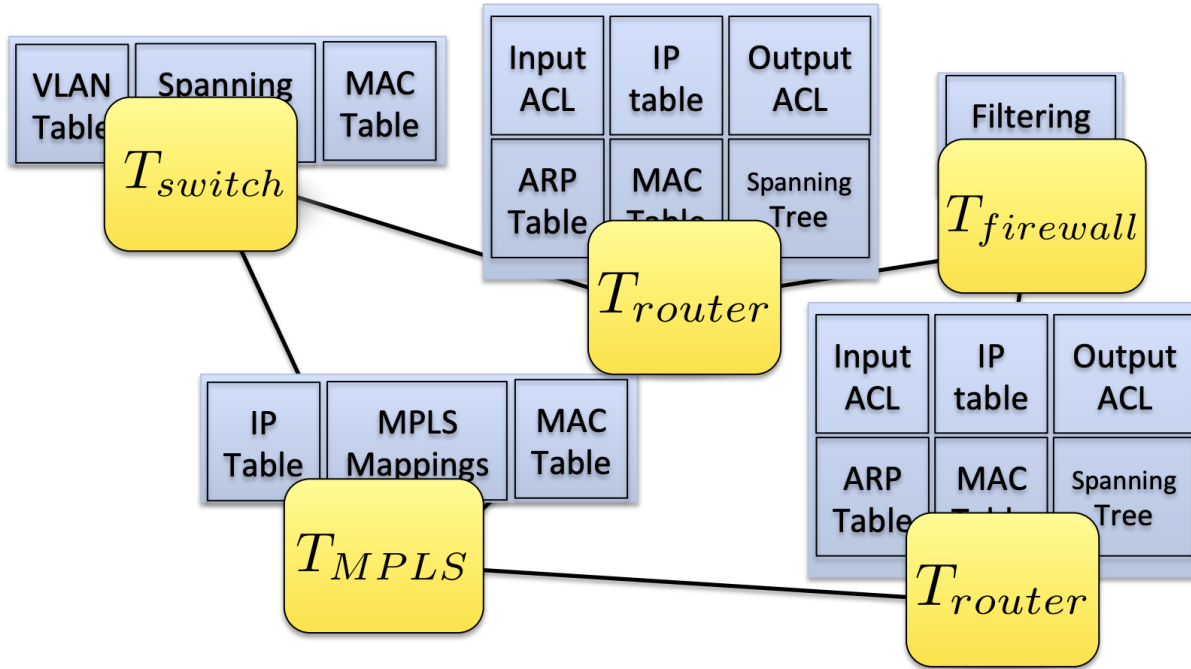 VLAN
Table
Spanning
MAC
Table
T_switch
Input
ACL
IP
table
Output
ACL
ARP
Table
MAC
Table
Spanning
Tree
T_router
Filtering
T_firewall
IP
Table
MPLS
Mappings
MAC
Table
T_MPLS
Input
ACL
IP
table
Output
ACL
ARP
Table
MAC
Table
Spanning
Tree
T_router